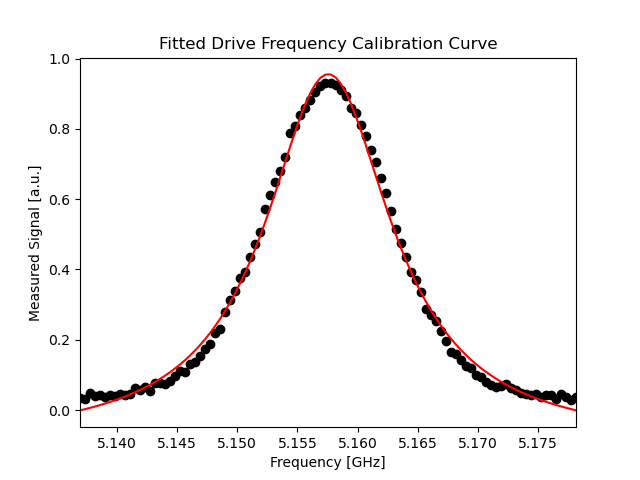 Fitted Drive Frequency Calibration Curve
1.0
0.8
0.6
0.4
0.2
0.0
Measured Signal [a.u.]
5.140 5.145 5.150 5.155 5.160 5.165 5.170 5.175
Frequency [GHz]